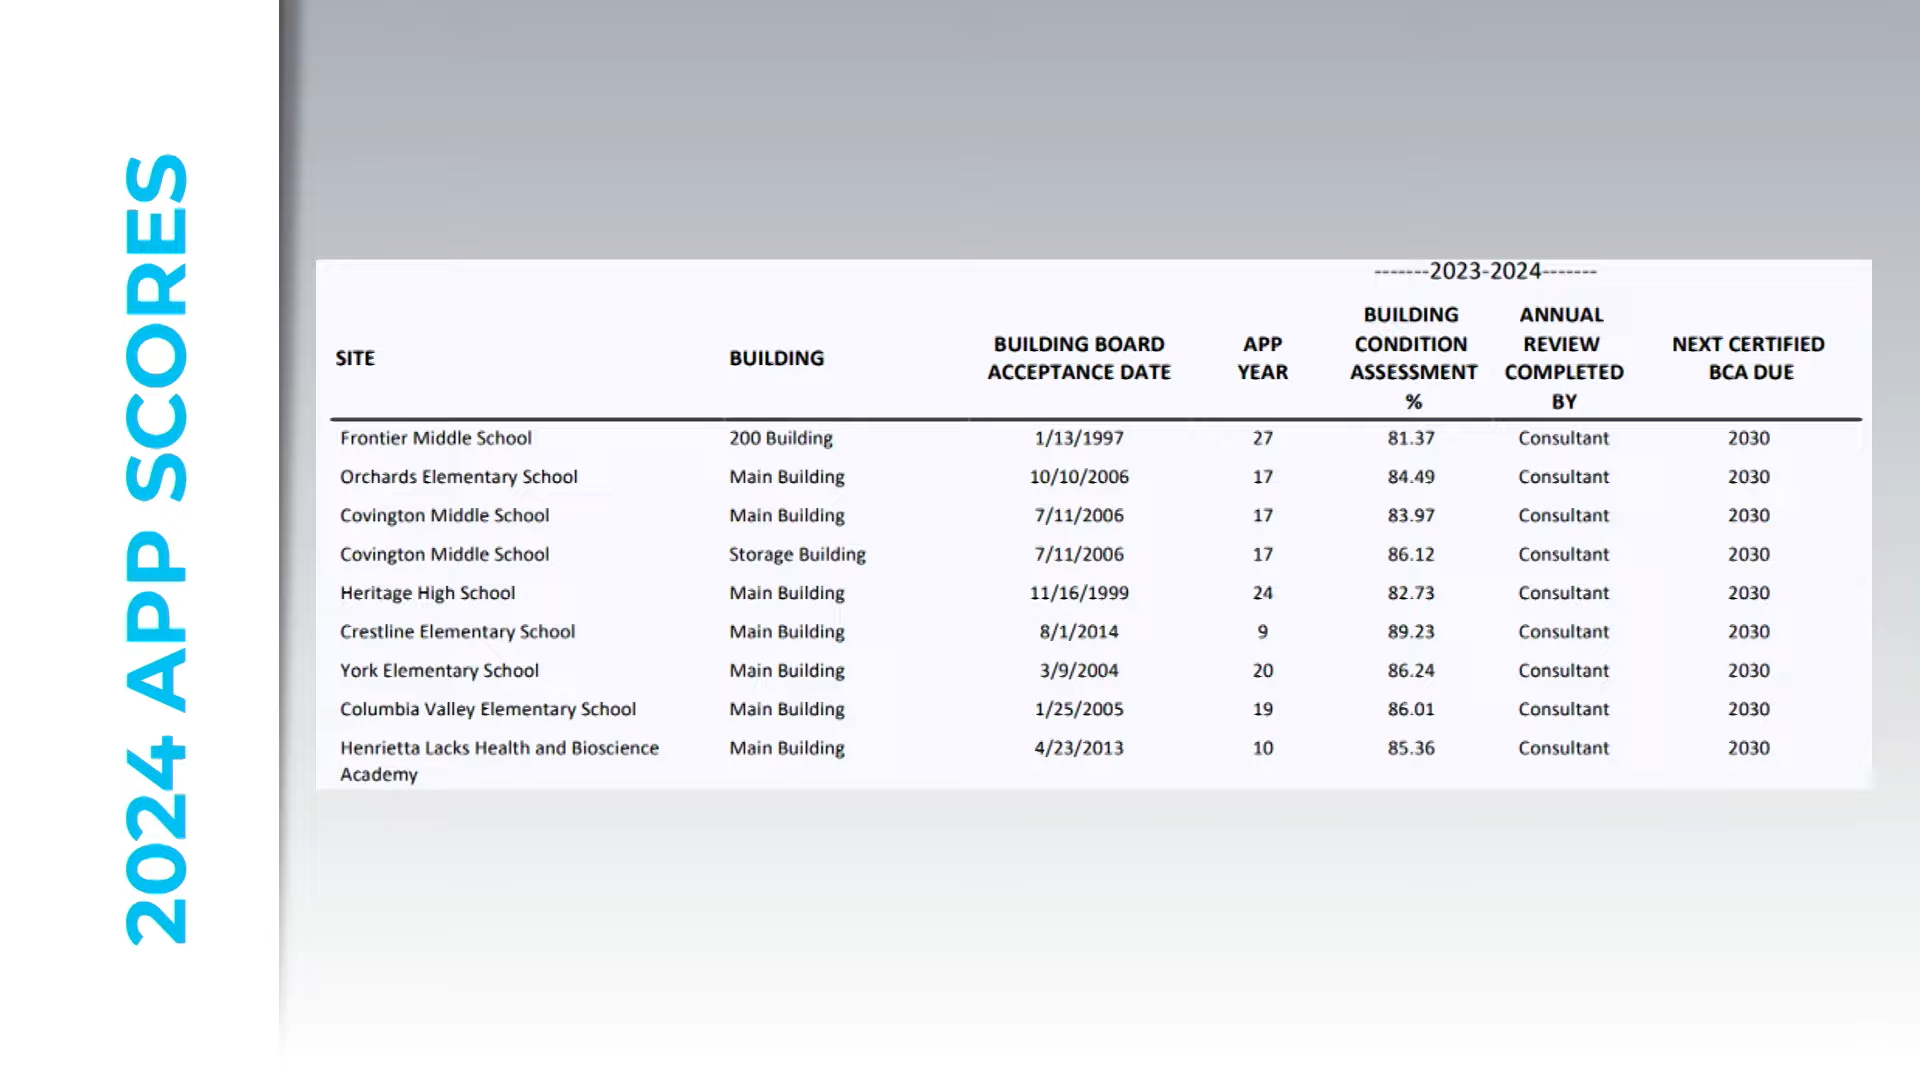 2024 APP SCORES
-------2023-2024-------
SITE BUILDING BUILDING BOARD ACCEPTANCE DATE APP YEAR BUILDING CONDITION ASSESSMENT % ANNUAL REVIEW COMPLETED BY NEXT CERTIFIED BCA DUE
Frontier Middle School 200 Building 1/13/1997 27 81.37 Consultant 2030
Orchards Elementary School Main Building 10/10/2006 17 84.49 Consultant 2030
Covington Middle School Main Building 7/11/2006 17 83.97 Consultant 2030
Covington Middle School Storage Building 7/11/2006 17 86.12 Consultant 2030
Heritage High School Main Building 11/16/1999 24 82.73 Consultant 2030
Crestline Elementary School Main Building 8/1/2014 9 89.23 Consultant 2030
York Elementary School Main Building 3/9/2004 20 86.24 Consultant 2030
Columbia Valley Elementary School Main Building 1/25/2005 19 86.01 Consultant 2030
Henrietta Lacks Health and Bioscience Main Building 4/23/2013 10 85.36 Consultant 2030
Academy